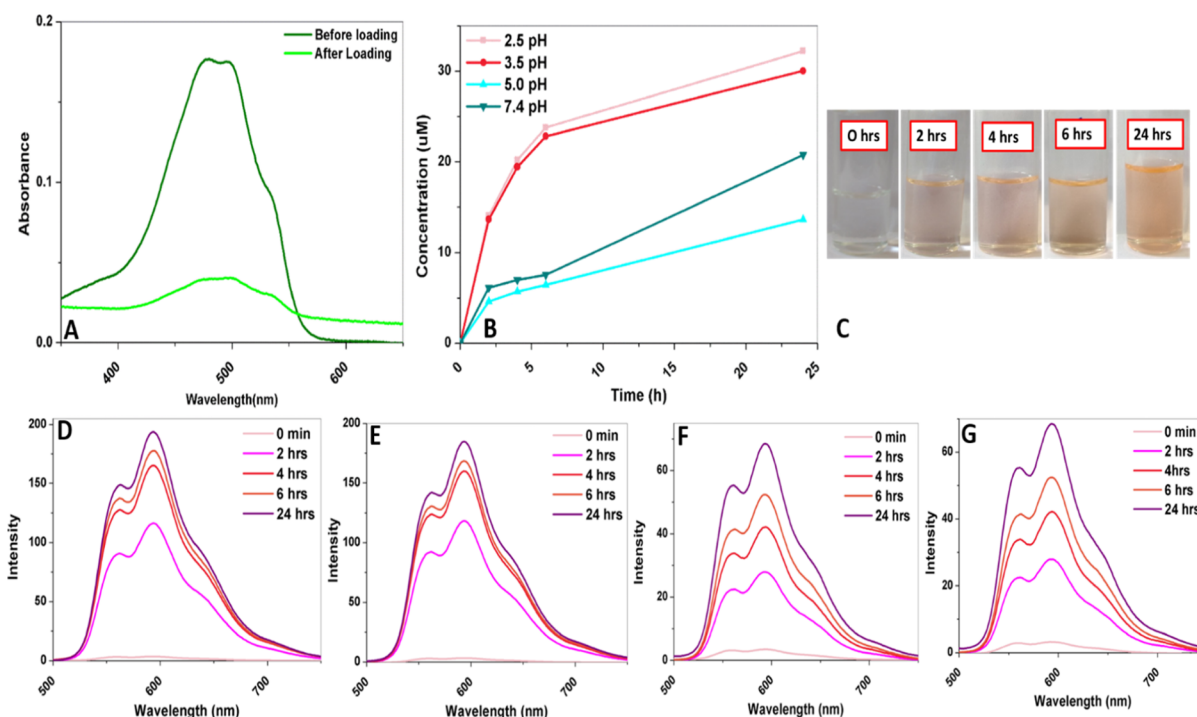 0.2
0.1
0.0
Absorbance
Before loading
After Loading
A
400
500
600
Wavelength(nm)
30
20
10
0
Concentration (uM)
2.5 pH
3.5 pH
5.0 pH
7.4 pH
B
0
5
10
15
20
25
Time (h)
O hrs
2 hrs
4 hrs
6 hrs
24 hrs
C
200
150
100
50
0
Intensity
D
0 min
2 hrs
4 hrs
6 hrs
24 hrs
500
600
700
Wavelength (nm)
200
150
100
50
0
Intensity
E
0 min
2 hrs
4 hrs
6 hrs
24 hrs
500
600
700
Wavelength (nm)
60
40
20
0
Intensity
F
0 min
2 hrs
4 hrs
6 hrs
24 hrs
500
600
700
Wavelength (nm)
60
40
20
0
Intensity
G
0 min
2 hrs
4hrs
6 hrs
24 hrs
500
600
700
Wavelength (nm)